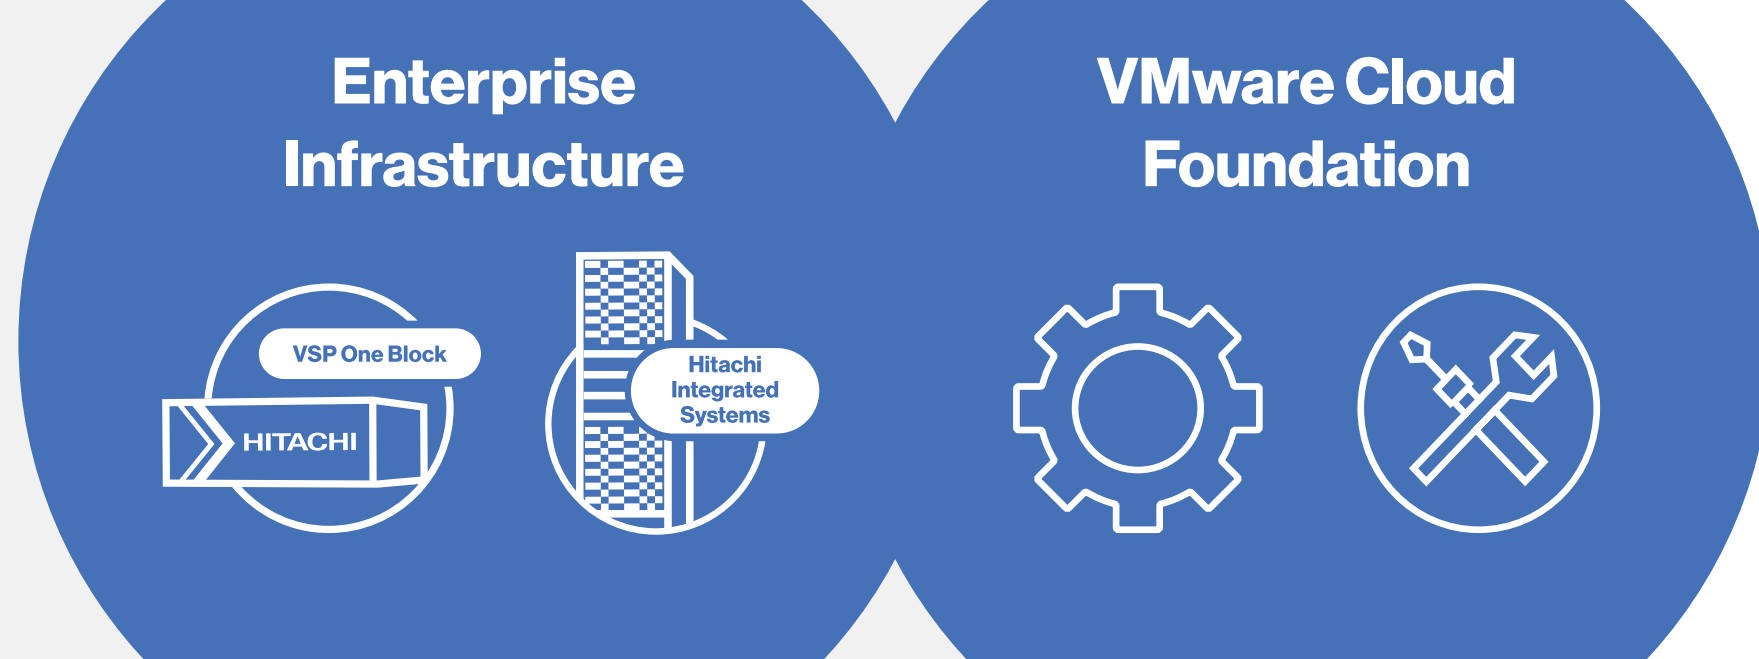 Enterprise
Infrastructure
VSP One Block
HITACHI
Hitachi
Integrated
Systems
VMware Cloud
Foundation